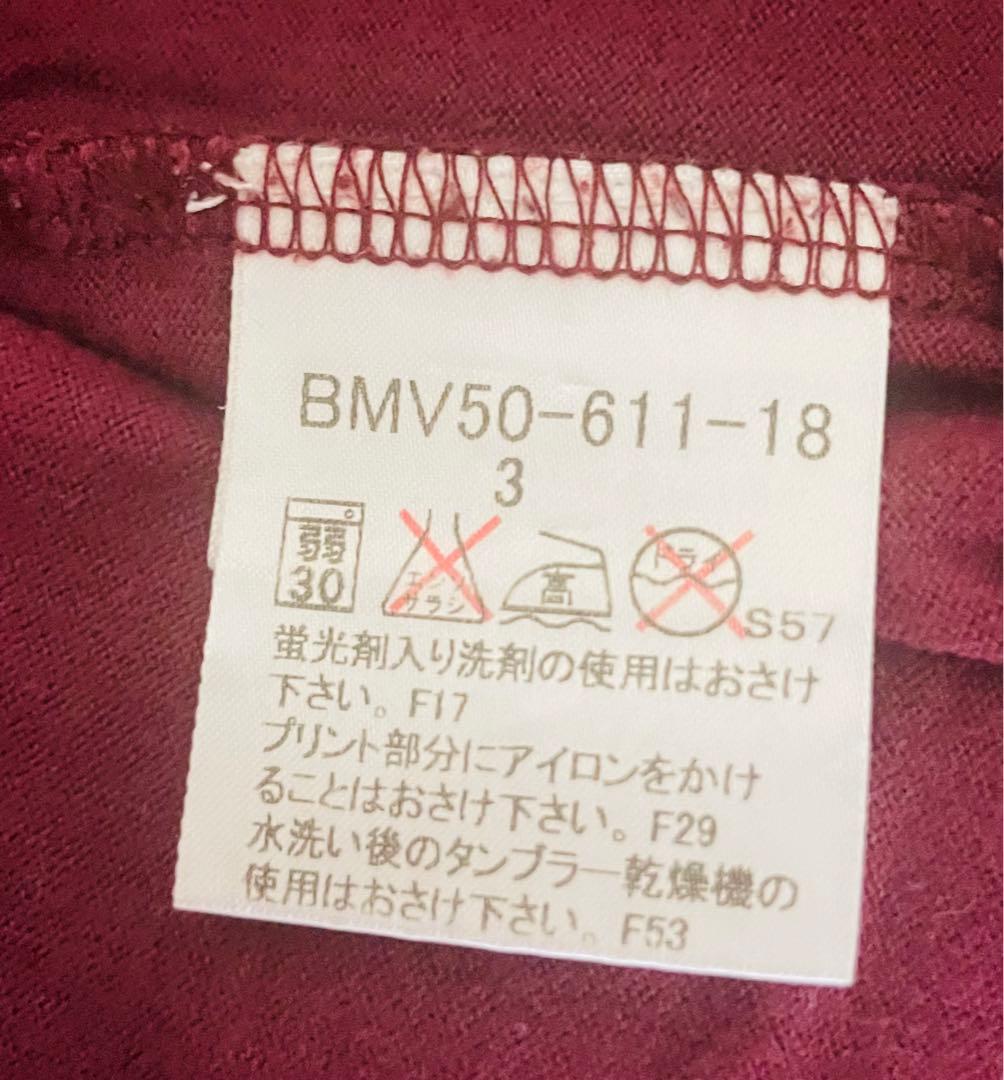 BMV50-611-18
3
弱
30
エンソ
サラシ
高
ドライ
S57
蛍光剤入り洗剤の使用はおさけ
下さい。F17
プリント部分にアイロンをかけ
ることはおさけ下さい。F29
水洗い後のタンブラー乾燥機の
使用はおさけ下さい。F53